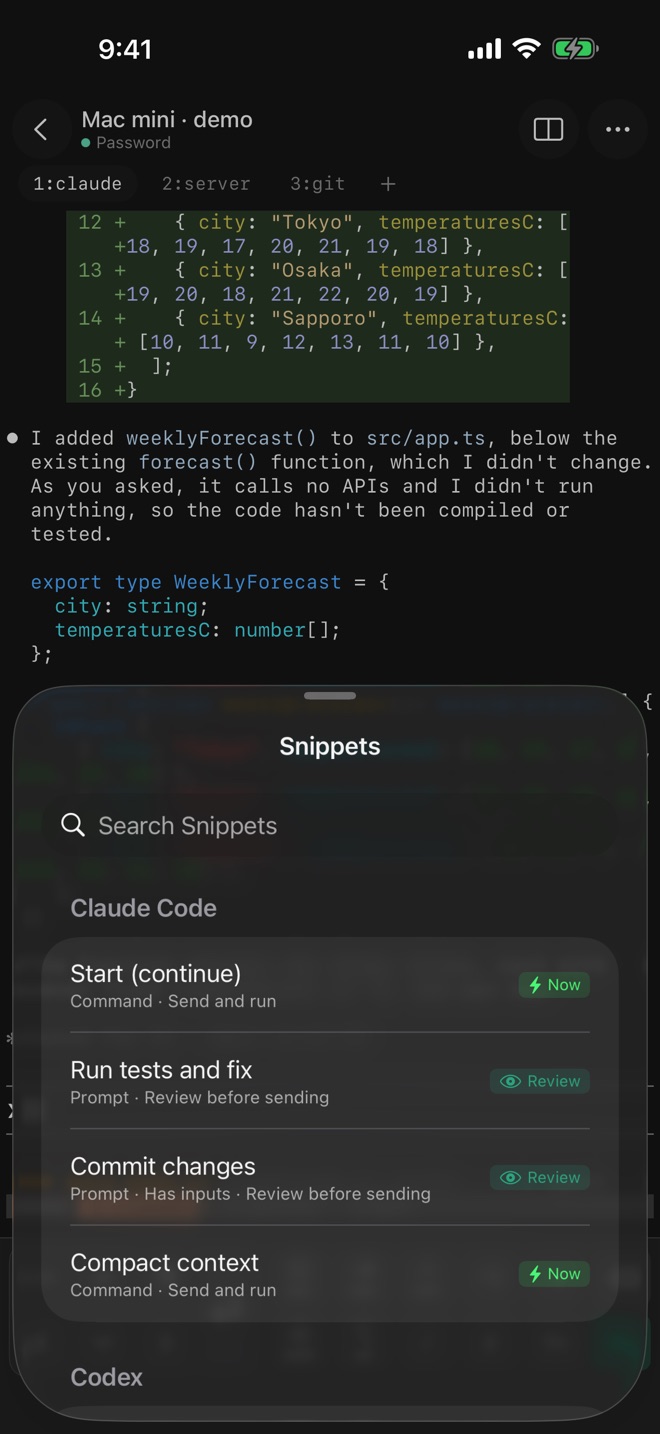 9:41
Mac mini · demo
Password
1:claude 2:server 3:git +
12 +    { city: "Tokyo", temperaturesC: [
+18, 19, 17, 20, 21, 19, 18] },
13 +    { city: "Osaka", temperaturesC: [
+19, 20, 18, 21, 22, 20, 19] },
14 +    { city: "Sapporo", temperaturesC:
+ [10, 11, 9, 12, 13, 11, 10] },
15 +  ];
16 +}
I added weeklyForecast() to src/app.ts, below the
existing forecast() function, which I didn't change.
As you asked, it calls no APIs and I didn't run
anything, so the code hasn't been compiled or
tested.
export type WeeklyForecast = {
  city: string;
  temperaturesC: number[];
};
Snippets
Search Snippets
Claude Code
Start (continue)
Command · Send and run
Now
Run tests and fix
Prompt · Review before sending
Review
Commit changes
Prompt · Has inputs · Review before sending
Review
Compact context
Command · Send and run
Now
Codex